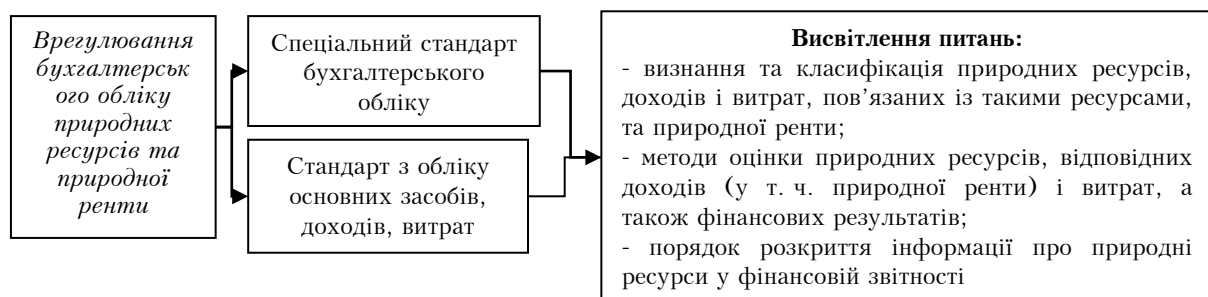 Врегулювання
бухгалтерськ
ого обліку
природних
ресурсів та
природної
ренти
Спеціальний стандарт
бухгалтерського
обліку
Стандарт з обліку
основних засобів,
доходів, витрат
Висвітлення питань:
- визнання та класифікація природних ресурсів,
доходів і витрат, пов’язаних із такими ресурсами,
та природної ренти;
- методи оцінки природних ресурсів, відповідних
доходів (у т. ч. природної ренти) і витрат, а
також фінансових результатів;
- порядок розкриття інформації про природні
ресурси у фінансовій звітності